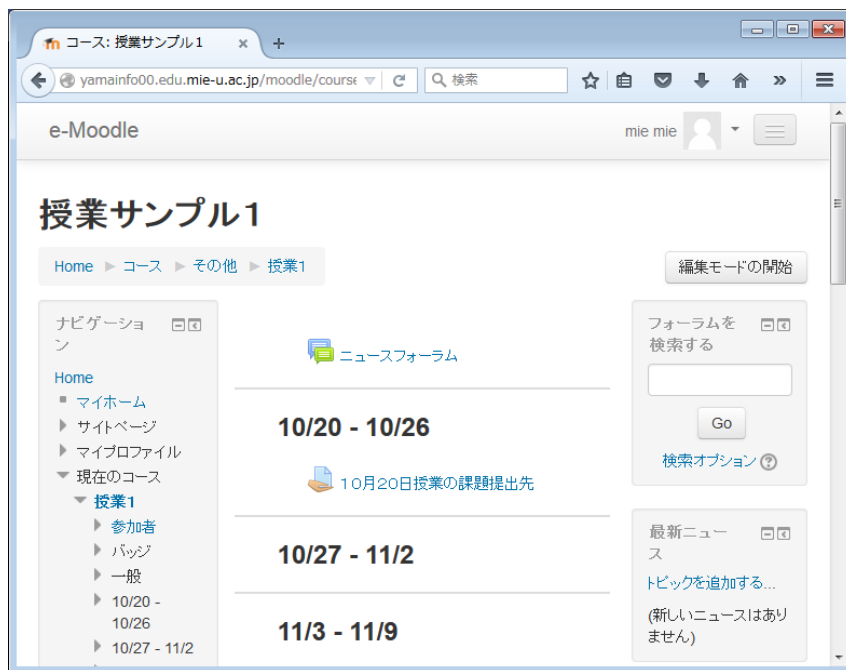 コース: 授業サンプル1
yamainfo00.edu.mie-u.ac.jp/moodle/course
検索
e-Moodle
mie mie
授業サンプル1
Home ▶ コース ▶ その他 ▶ 授業1
編集モードの開始
ナビゲーショ
ン
Home
マイホーム
サイトページ
マイプロファイル
現在のコース
授業1
参加者
バッジ
一般
10/20 -
10/26
10/27 - 11/2
ニュースフォーラム
10/20 - 10/26
10月20日授業の課題提出先
10/27 - 11/2
11/3 - 11/9
フォーラムを
検索する
Go
検索オプション
最新ニュー
ス
トピックを追加する...
(新しいニュースはあり
ません)